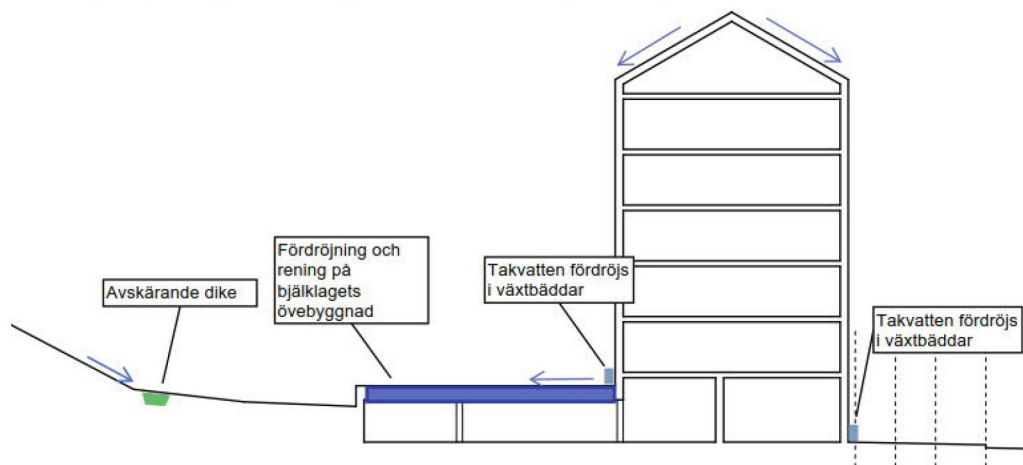 Avskärande dike
Fördröjning och
rening på
bjälklagets
övebyggnad
Takvatten fördröjs
i växtbäddar
Takvatten fördröjs
i växtbäddar